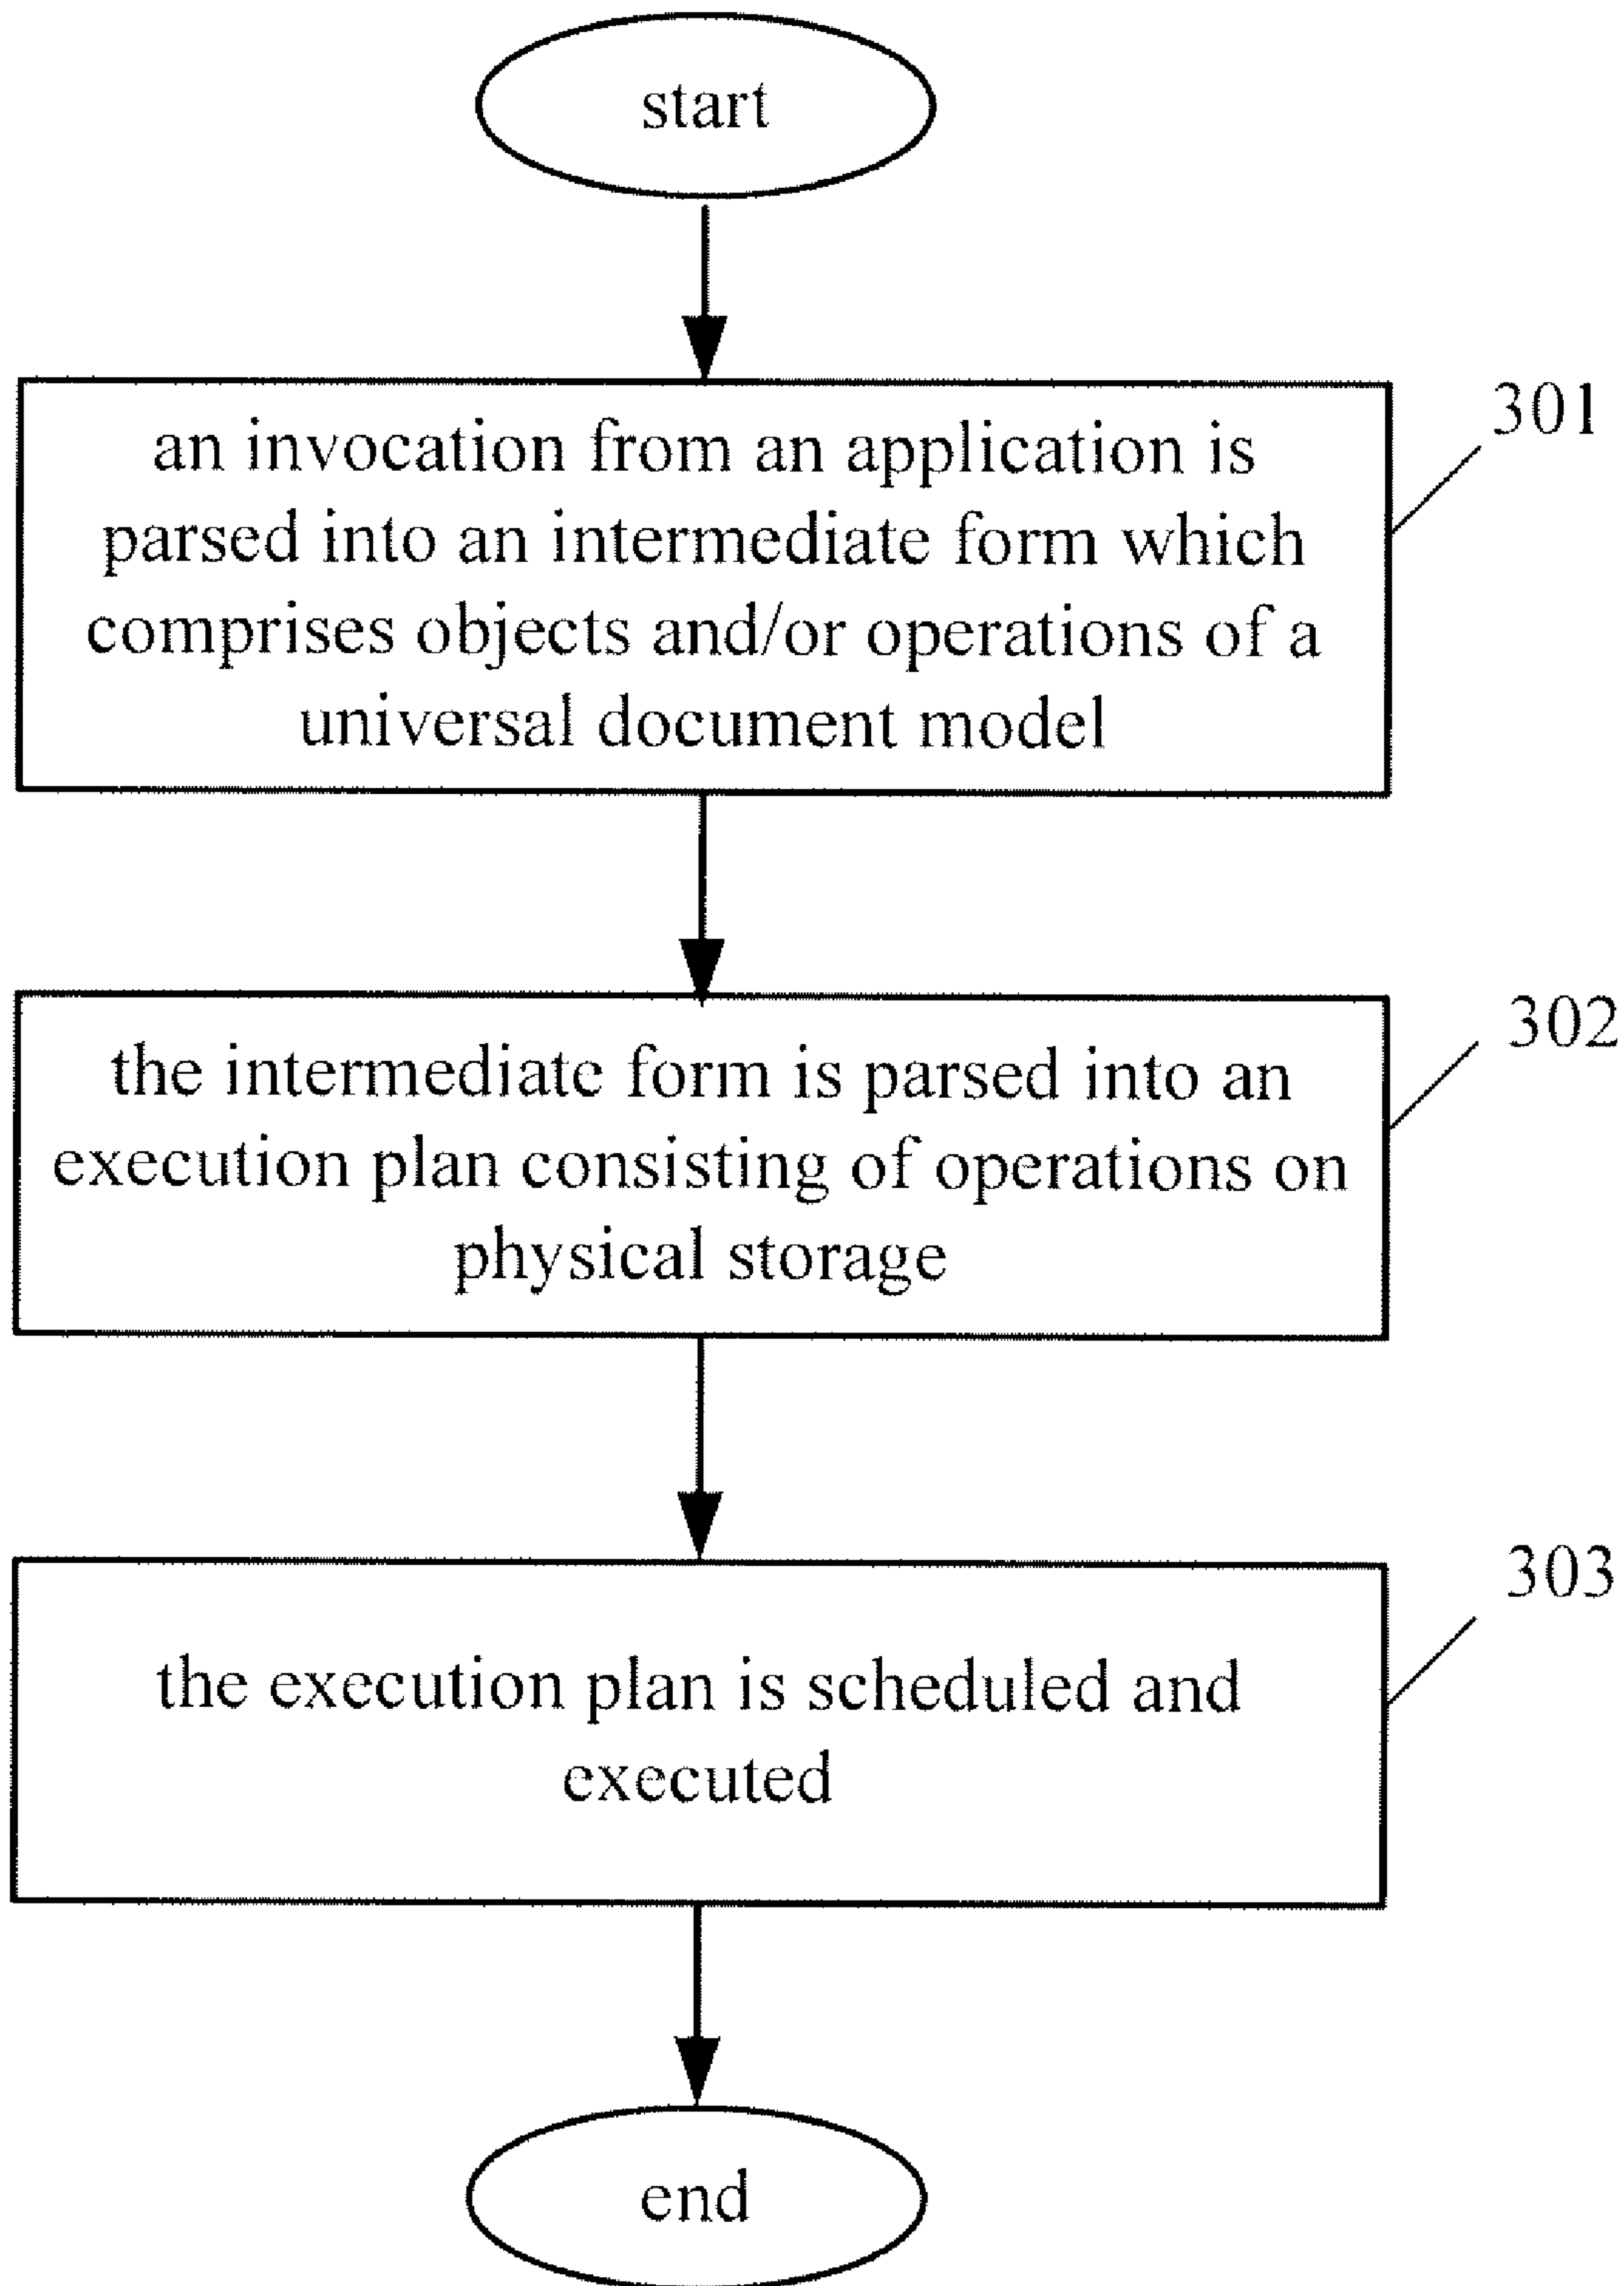 start
an invocation from an application is
301
parsed into an intermediate form which
comprises objects and/or operations of a
universal document model
302
the intermediate form is parsed into an
execution plan consisting of operations on
physical storage
303
the execution plan is scheduled and
executed
end